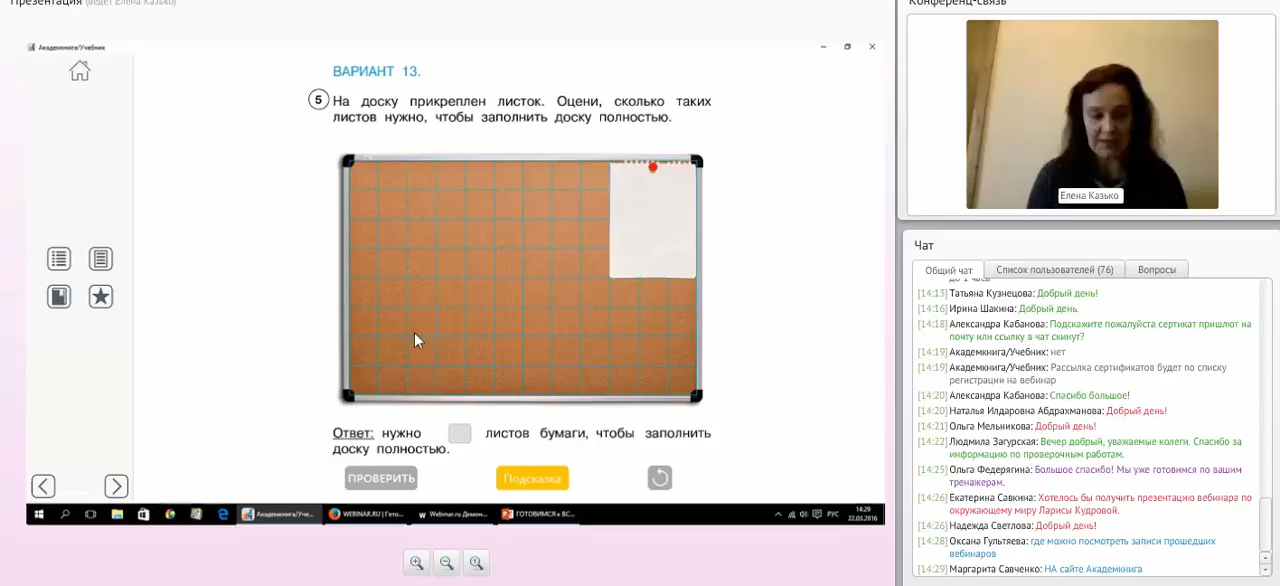 Презентация (ведет Елена Казько)
Академкнига/Учебник
ВАРИАНТ 13.
5 На доску прикреплен листок. Оцени, сколько таких
листов нужно, чтобы заполнить доску полностью.
Ответ: нужно листов бумаги, чтобы заполнить
доску полностью.
ПРОВЕРИТЬ Подсказка
Академкнига/Уче... WEBINAR.RU | Гото... Webinar.ru Демон... ГОТОВИМСЯ к ВС... РУС 14:29
22.03.2016
Конференц-связь
Елена Казько
Чат
Общий чат Список пользователей (76) Вопросы
до 1 часа
[14:13] Татьяна Кузнецова: Добрый день!
[14:16] Ирина Шакина: Добрый день.
[14:18] Александра Кабанова: Подскажите пожалуйста сертикат пришлют на
почту или ссылку в чат скинут?
[14:19] Академкнига/Учебник: нет
[14:19] Академкнига/Учебник: Рассылка сертификатов будет по списку
регистрации на вебинар
[14:20] Александра Кабанова: Спасибо большое!
[14:20] Наталья Илдаровна Абдрахманова: Добрый день!
[14:21] Ольга Мельникова: Добрый день!
[14:22] Людмила Загурская: Вечер добрый, уважаемые колеги. Спасибо за
информацию по проверочным работам.
[14:25] Ольга Федерягина: Большое спасибо! Мы уже готовимся по вашим
тренажерам.
[14:26] Екатерина Савкина: Хотелось бы получить презентацию вебинара по
окружающему миру Ларисы Кудровой.
[14:26] Надежда Светлова: Добрый день!
[14:28] Оксана Гультяева: где можно посмотреть записи прошедших
вебинаров
[14:29] Маргарита Савченко: НА сайте Академкнига